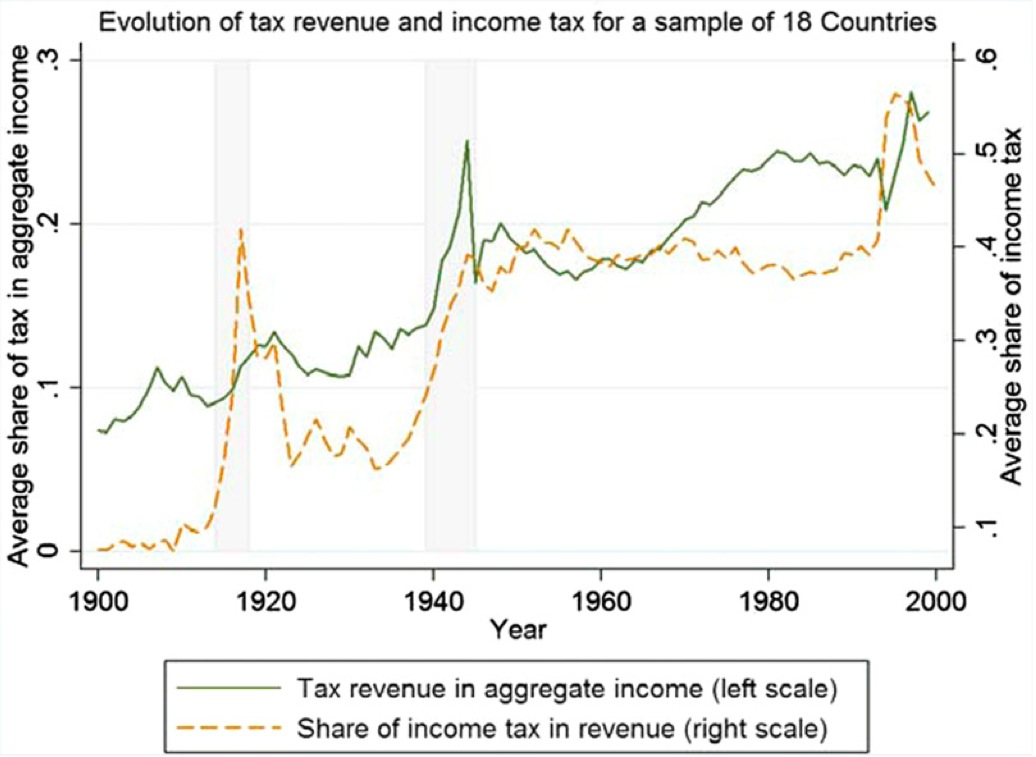 Evolution of tax revenue and income tax for a sample of 18 Countries
Average share of tax in aggregate income
.3
.2
.1
0
.6
.5
.4
.3
.2
.1
Average share of income tax
1900
1920
1940
1960
1980
2000
Year
Tax revenue in aggregate income (left scale)
Share of income tax in revenue (right scale)